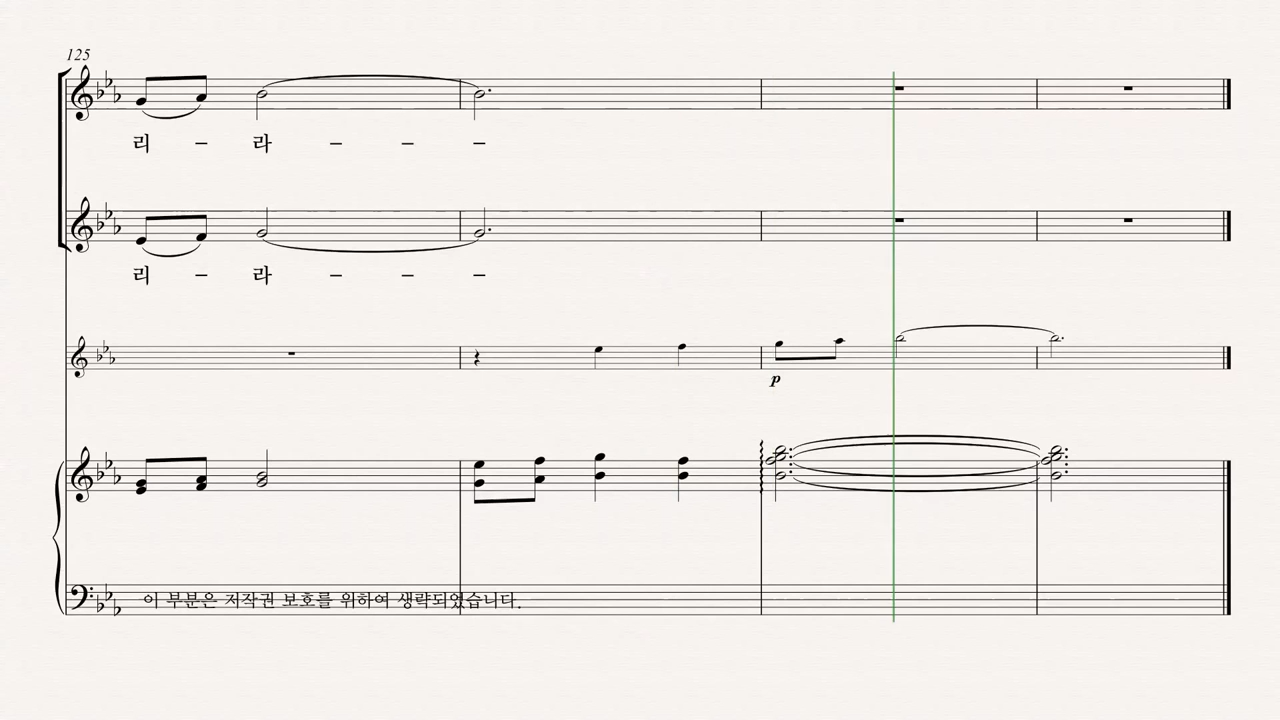 125
리 – 라 – – –
리 – 라 – – –
p
이 부분은 저작권 보호를 위하여 생략되었습니다.